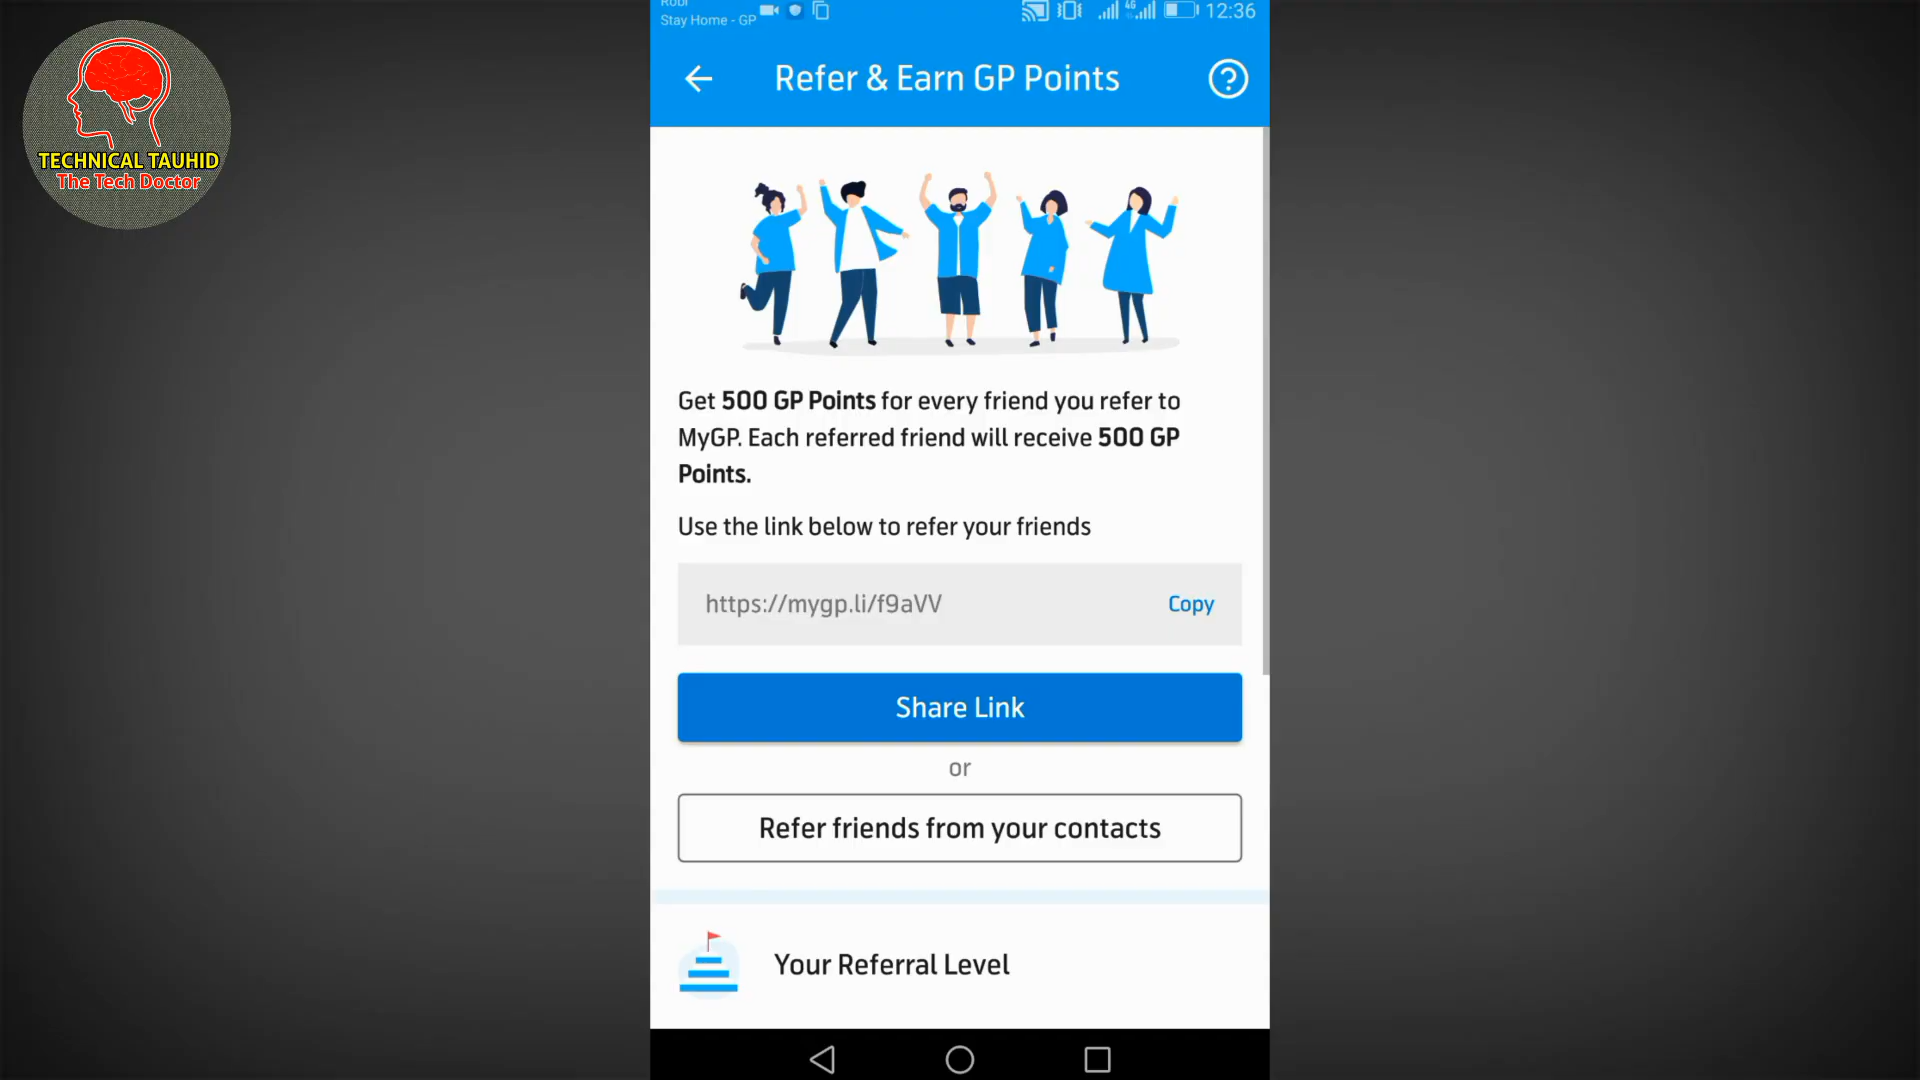 Robi
Stay Home - GP
4G
12:36
TECHNICAL TAUHID
The Tech Doctor
Refer & Earn GP Points
Get 500 GP Points for every friend you refer to
MyGP. Each referred friend will receive 500 GP
Points.
Use the link below to refer your friends
https://mygp.li/f9aVV
Copy
Share Link
or
Refer friends from your contacts
Your Referral Level